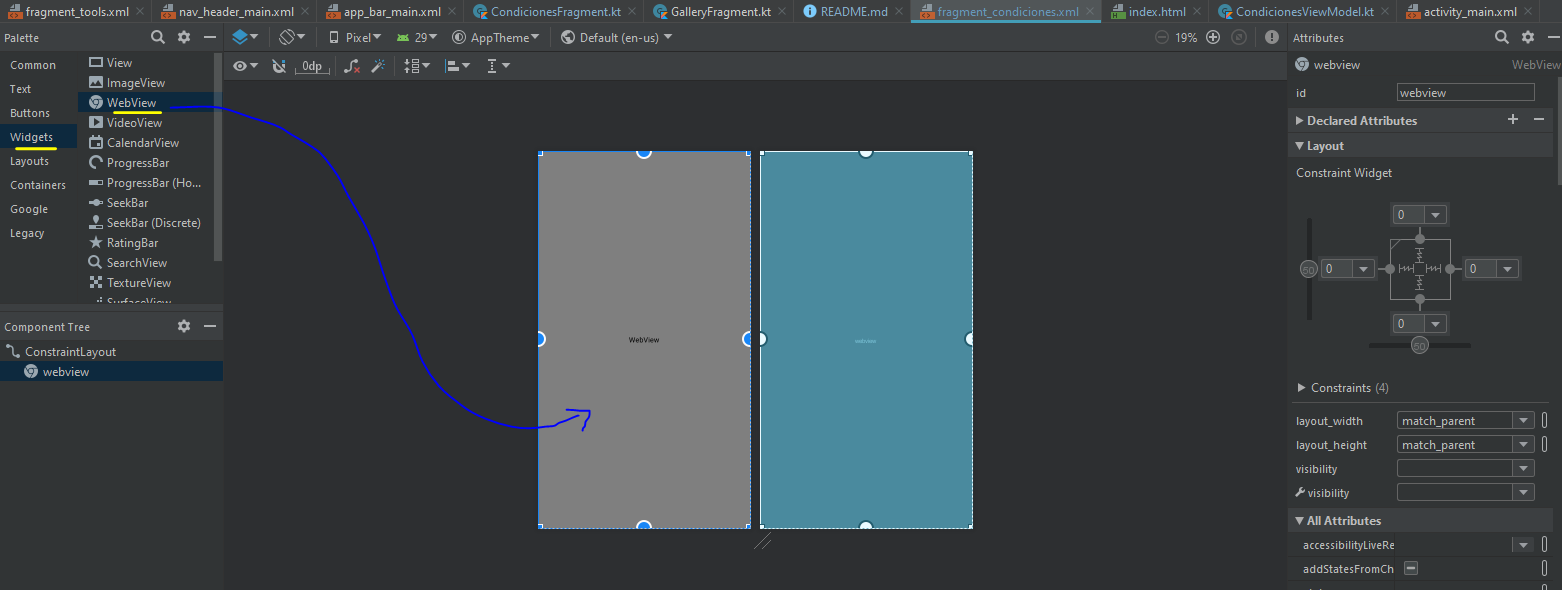 fragment_tools.xml nav_header_main.xml app_bar_main.xml CondicionesFragment.kt GalleryFragment.kt README.md fragment_condiciones.xml index.html CondicionesViewModel.kt activity_main.xml
Palette
Pixel 29 AppTheme Default (en-us) 19%
0dp
Common
Text
Buttons
Widgets
Layouts
Containers
Google
Legacy
View
ImageView
WebView
VideoView
CalendarView
ProgressBar
ProgressBar (Ho...
SeekBar
SeekBar (Discrete)
RatingBar
SearchView
TextureView
SurfaceView
Component Tree
ConstraintLayout
webview
WebView
webview
Attributes
webview WebView
id webview
Declared Attributes
Layout
Constraint Widget
0
50 0 0
0
50
Constraints (4)
layout_width match_parent
layout_height match_parent
visibility
visibility
All Attributes
accessibilityLiveRe
addStatesFromCh